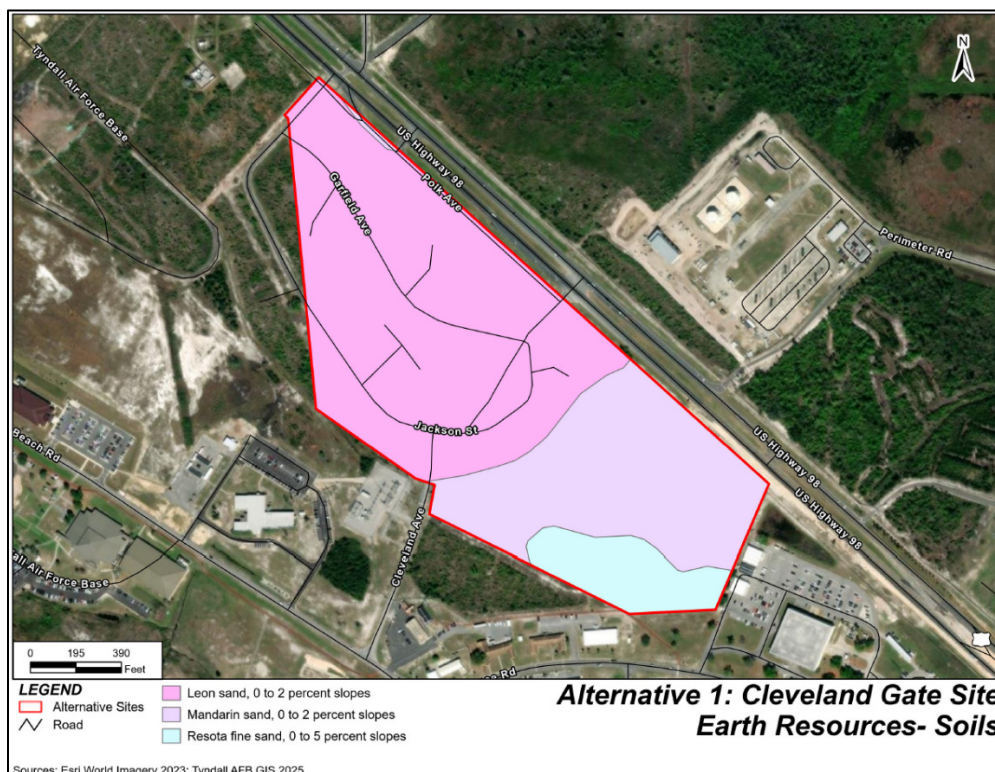 N
Tyndall Air Force Base
US Highway 98
Polk Ave
Garfield Ave
Perimeter Rd
Jackson St
US Highway 98
US Highway 98
Beach Rd
Cleveland Ave
all Air Force Base
ge Rd
0 195 390
Feet
LEGEND
Alternative Sites
Road
Leon sand, 0 to 2 percent slopes
Mandarin sand, 0 to 2 percent slopes
Resota fine sand, 0 to 5 percent slopes
Alternative 1: Cleveland Gate Site
Earth Resources- Soils
Sources: Esri World Imagery 2023; Tyndall AFB GIS 2025